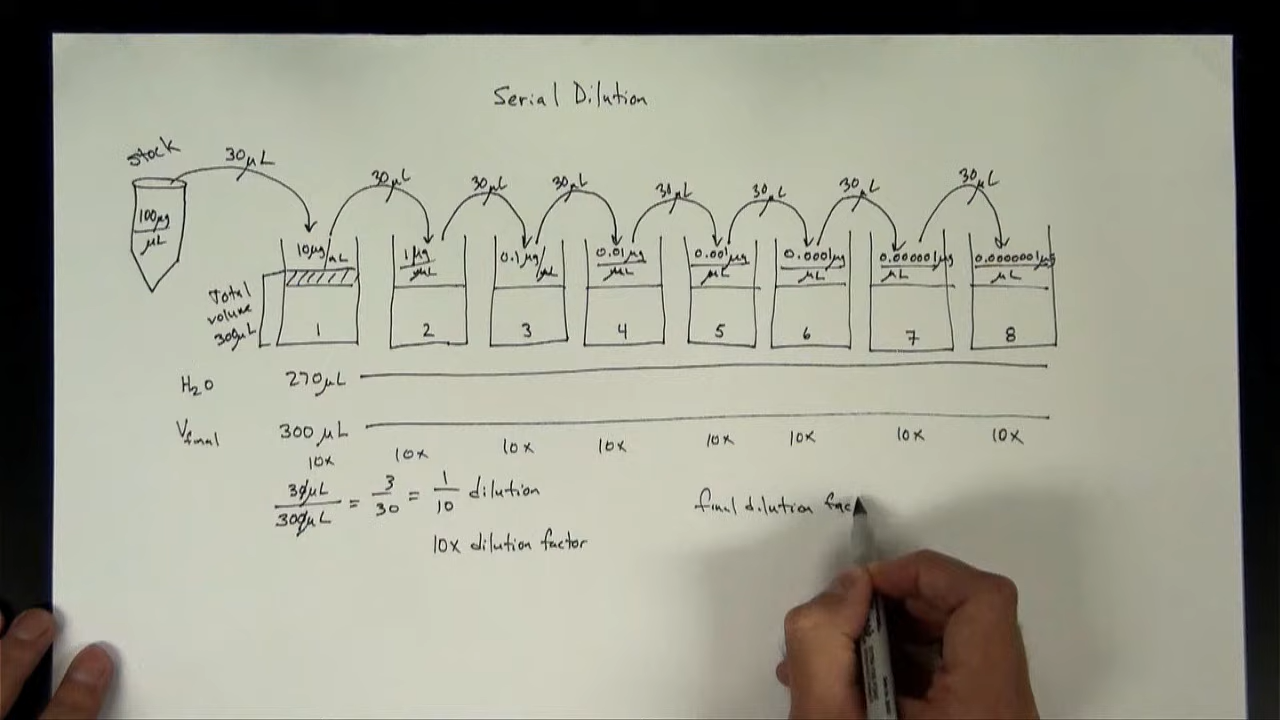 Serial Dilution
stock
30µL 30µL 30µL 30µL 30µL 30µL 30µL 30µL
100µg
µL
10µg/µL
1µg
µL
0.1µg/µL
0.01µg
µL
0.001µg
µL
0.0001µg
µL
0.00001µg
µL
0.000001µg
µL
Total
volume
300µL
1 2 3 4 5 6 7 8
H2O 270µL
Vfinal 300µL
10x 10x 10x 10x 10x 10x 10x 10x
30µL
300µL
=
3
30
=
1
10
dilution
10x dilution factor
final dilution fac